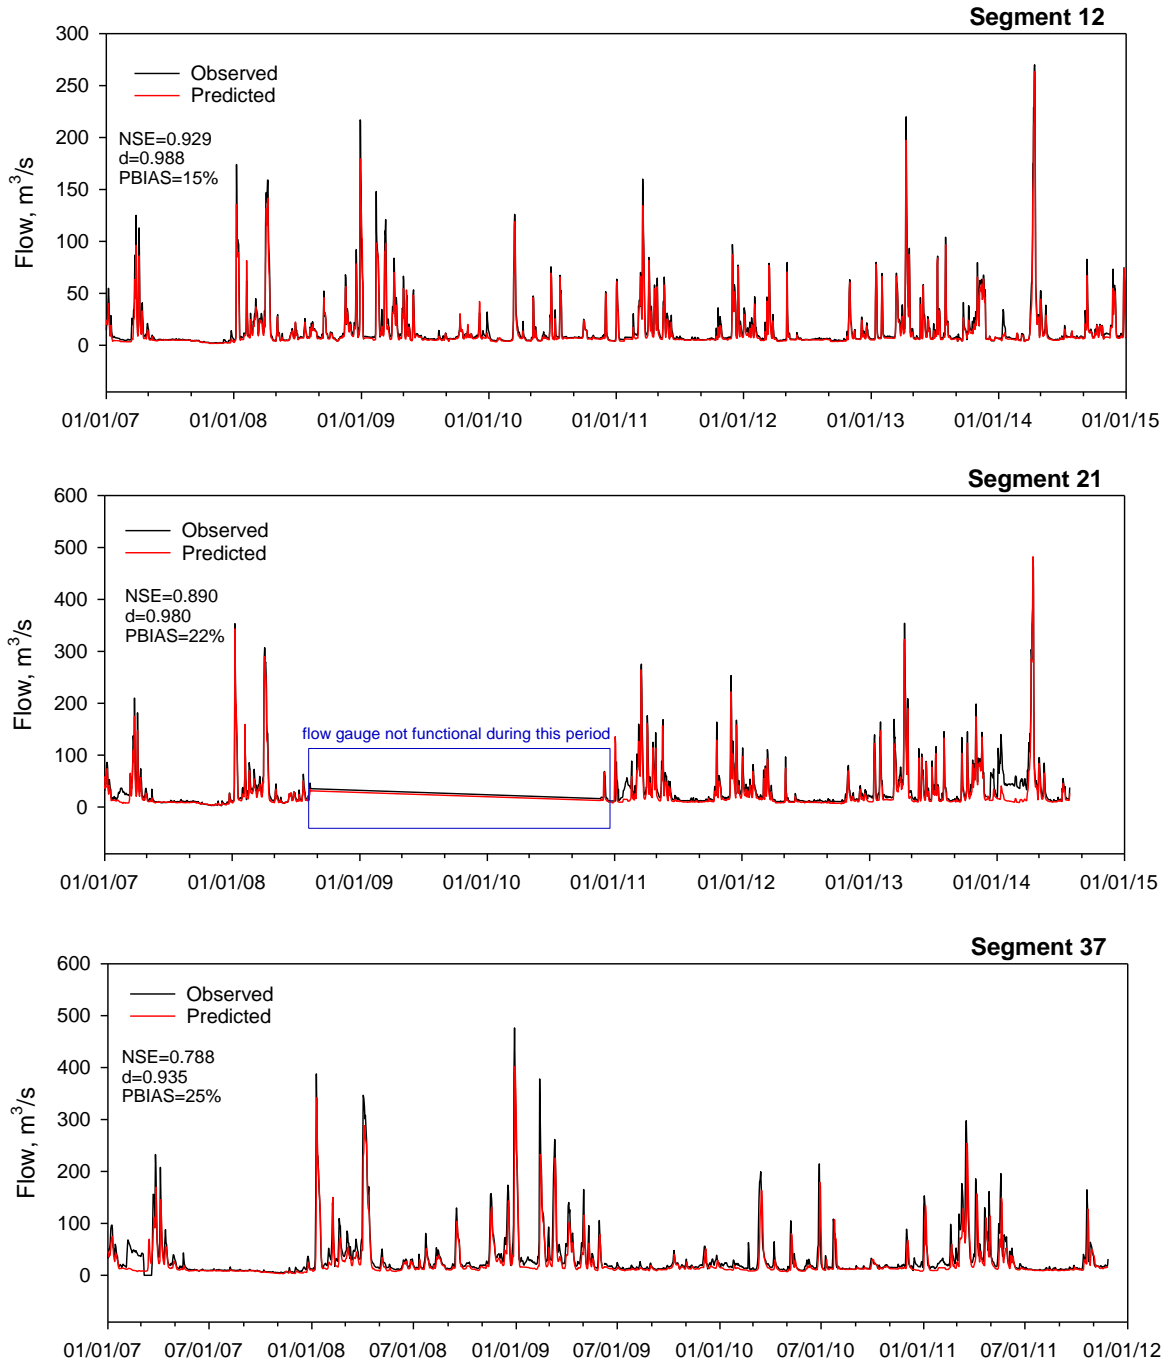 Segment 12
300
250
200
150
100
50
0
Flow, m³/s
Observed
Predicted
NSE=0.929
d=0.988
PBIAS=15%
01/01/07 01/01/08 01/01/09 01/01/10 01/01/11 01/01/12 01/01/13 01/01/14 01/01/15
Segment 21
600
500
400
300
200
100
0
Flow, m³/s
Observed
Predicted
NSE=0.890
d=0.980
PBIAS=22%
flow gauge not functional during this period
01/01/07 01/01/08 01/01/09 01/01/10 01/01/11 01/01/12 01/01/13 01/01/14 01/01/15
Segment 37
600
500
400
300
200
100
0
Flow, m³/s
Observed
Predicted
NSE=0.788
d=0.935
PBIAS=25%
01/01/07 07/01/07 01/01/08 07/01/08 01/01/09 07/01/09 01/01/10 07/01/10 01/01/11 07/01/11 01/01/12